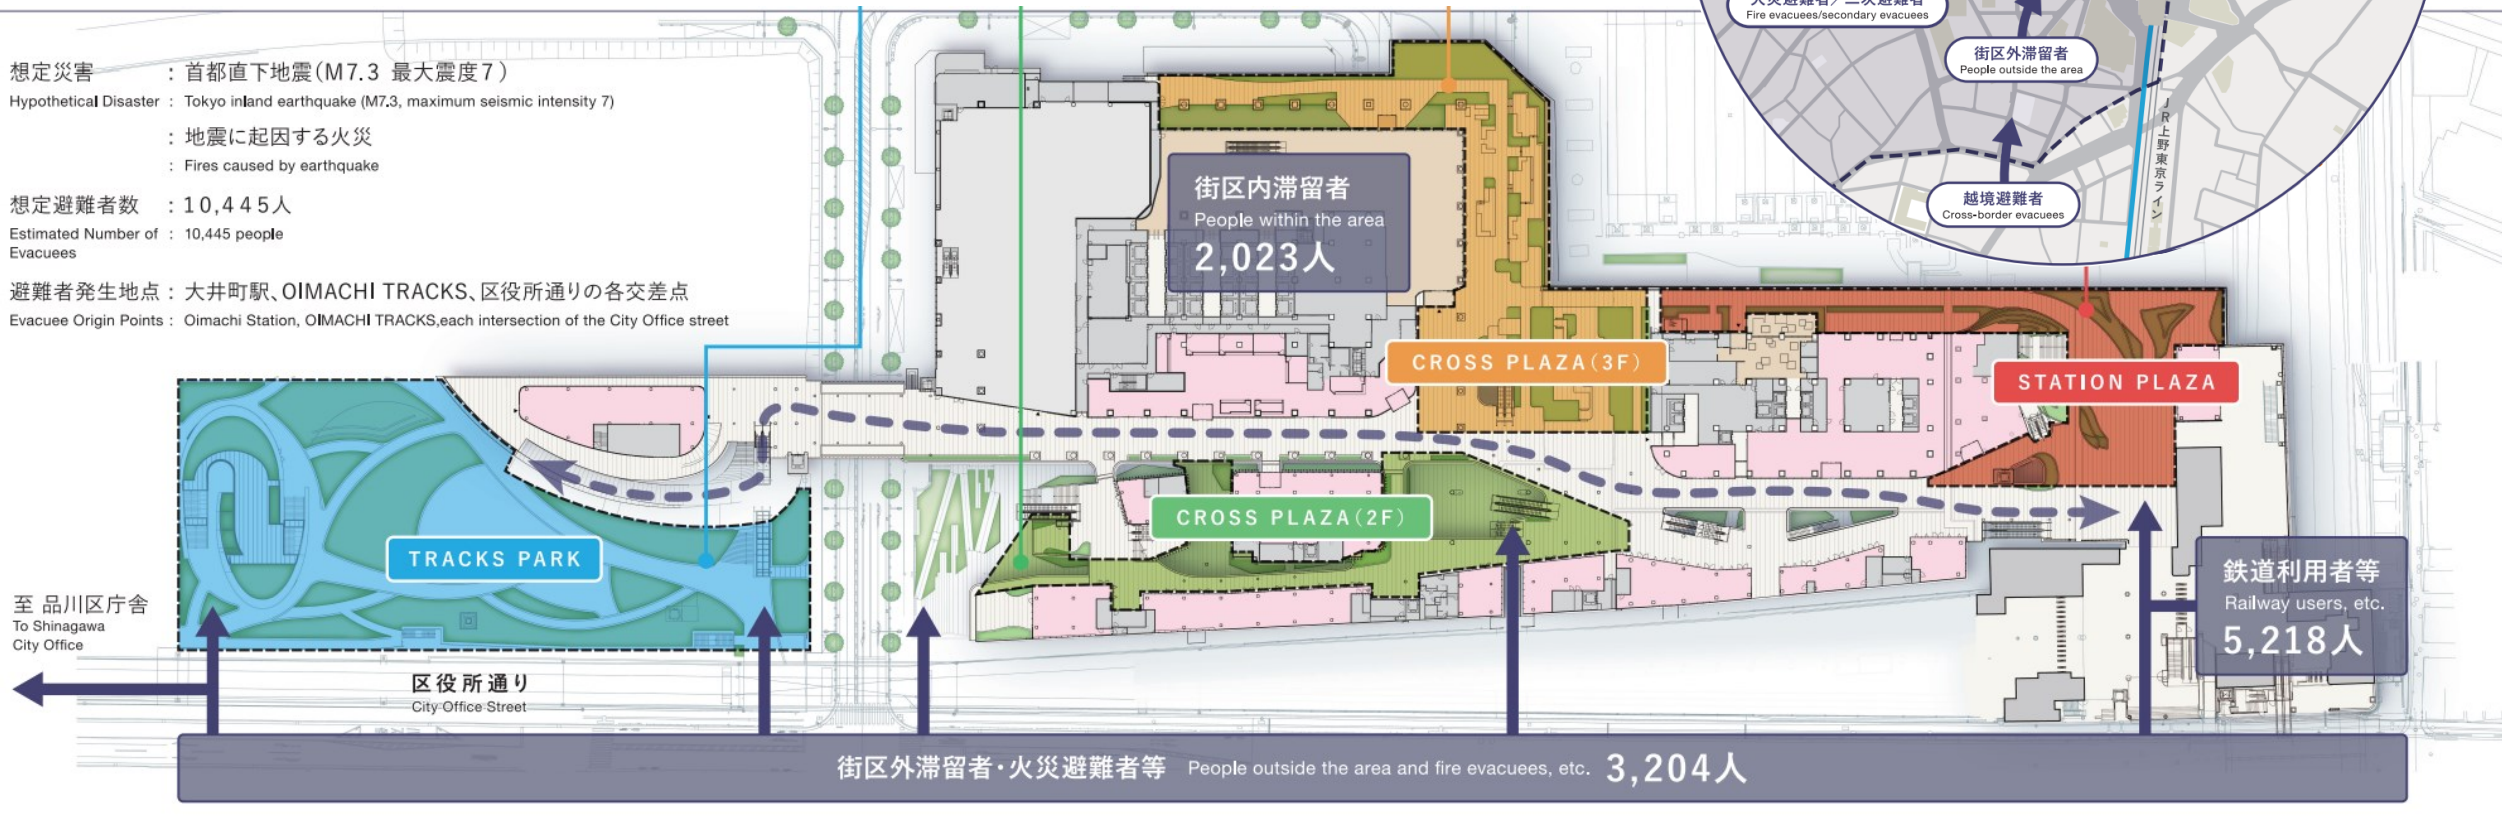 想定災害 : 首都直下地震(M7.3 最大震度7)
Hypothetical Disaster : Tokyo inland earthquake (M7.3, maximum seismic intensity 7)
: 地震に起因する火災
: Fires caused by earthquake
想定避難者数 : 10,445人
Estimated Number of Evacuees : 10,445 people
避難者発生地点 : 大井町駅、OIMACHI TRACKS、区役所通りの各交差点
Evacuee Origin Points : Oimachi Station, OIMACHI TRACKS,each intersection of the City Office street
Fire evacuees/secondary evacuees
街区外滞留者
People outside the area
越境避難者
Cross-border evacuees
JR上野東京ライン
街区内滞留者
People within the area
2,023人
CROSS PLAZA(3F)
STATION PLAZA
CROSS PLAZA(2F)
TRACKS PARK
至 品川区庁舎
To Shinagawa
City Office
区役所通り
City Office Street
鉄道利用者等
Railway users, etc.
5,218人
街区外滞留者・火災避難者等 People outside the area and fire evacuees, etc. 3,204人